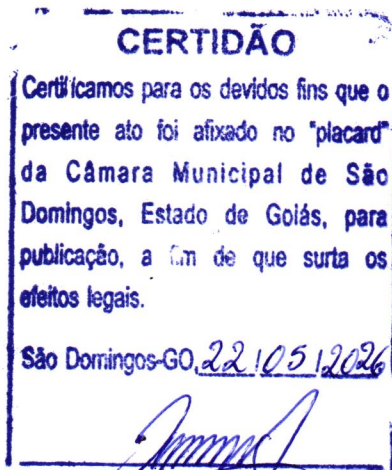 CERTIDÃO
Certificamos para os devidos fins que o
presente ato foi afixado no "placard"
da Câmara Municipal de São
Domingos, Estado de Goiás, para
publicação, a fim de que surta os
efeitos legais.
São Domingos-GO, 22/05/2026